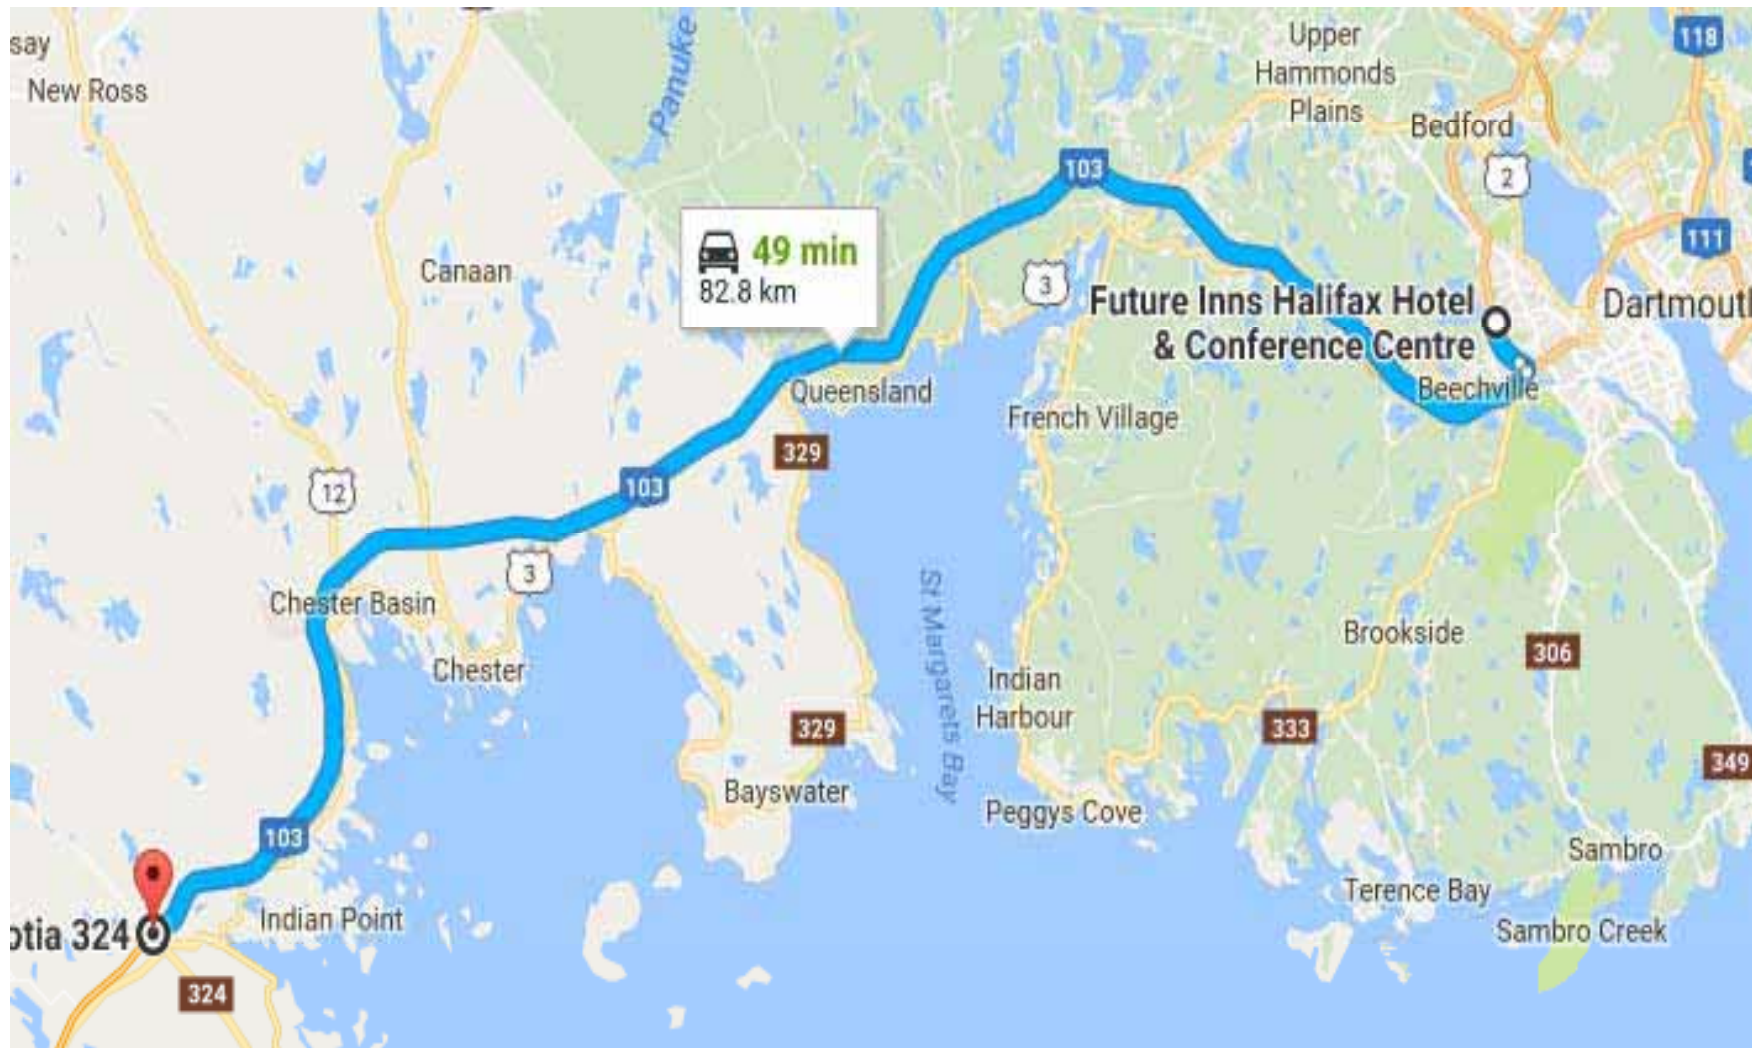 say
New Ross
Panuke
Upper
Hammonds
Plains
118
Bedford
103
2
111
49 min
82.8 km
Canaan
3
Future Inns Halifax Hotel
& Conference Centre
Dartmouth
Queensland
Beechville
French Village
329
103
12
3
Chester Basin
Chester
St Margarets Bay
Brookside
306
Indian
Harbour
329
333
349
Bayswater
Peggys Cove
103
Sambro
Terence Bay
Indian Point
otia 324
Sambro Creek
324